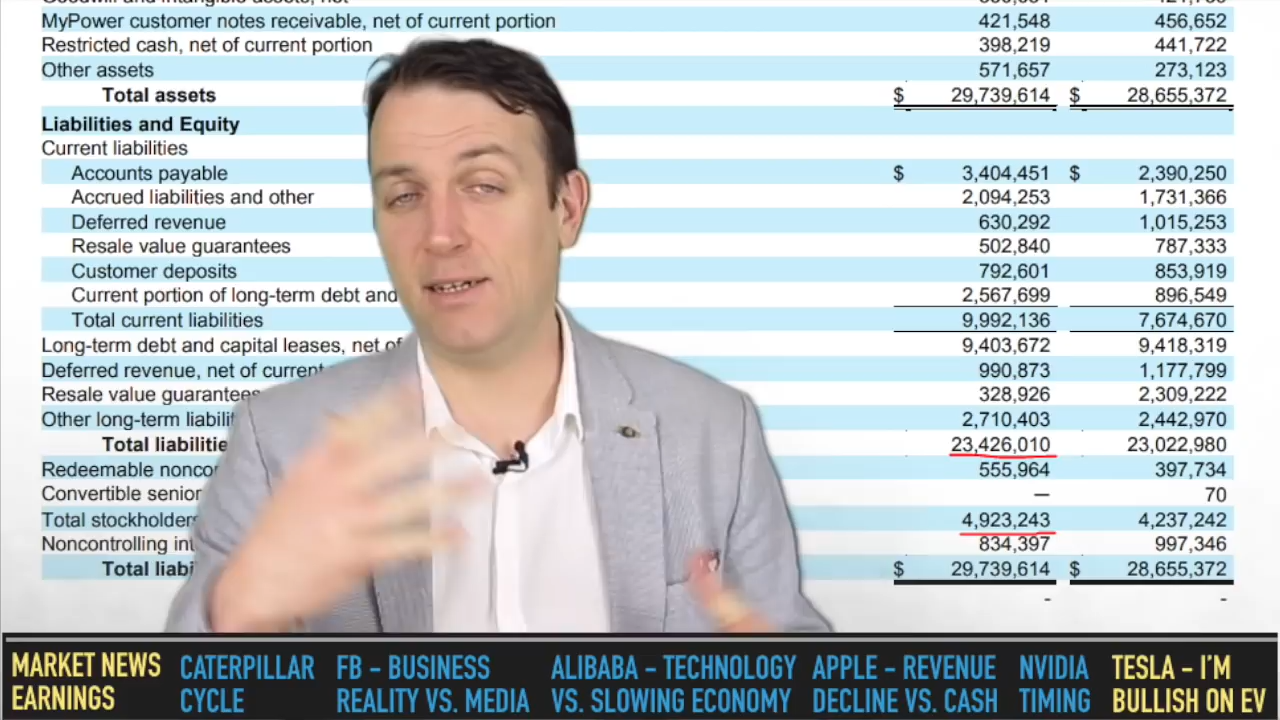 MyPower customer notes receivable, net of current portion 421,548 456,652
Restricted cash, net of current portion 398,219 441,722
Other assets 571,657 273,123
Total assets $ 29,739,614 $ 28,655,372
Liabilities and Equity
Current liabilities
Accounts payable $ 3,404,451 $ 2,390,250
Accrued liabilities and other 2,094,253 1,731,366
Deferred revenue 630,292 1,015,253
Resale value guarantees 502,840 787,333
Customer deposits 792,601 853,919
Current portion of long-term debt and 2,567,699 896,549
Total current liabilities 9,992,136 7,674,670
Long-term debt and capital leases, net of 9,403,672 9,418,319
Deferred revenue, net of current 990,873 1,177,799
Resale value guarantees 328,926 2,309,222
Other long-term 2,710,403 2,442,970
Total 23,426,010 23,022,980
Redeemable 555,964 397,734
Convertible senior — 70
Total 4,923,243 4,237,242
Noncontrolling 834,397 997,346
Total $ 29,739,614 $ 28,655,372
- -
MARKET NEWS EARNINGS
CATERPILLAR CYCLE
FB – BUSINESS REALITY VS. MEDIA
ALIBABA – TECHNOLOGY VS. SLOWING ECONOMY
APPLE – REVENUE DECLINE VS. CASH
NVIDIA TIMING
TESLA – I'M BULLISH ON EV